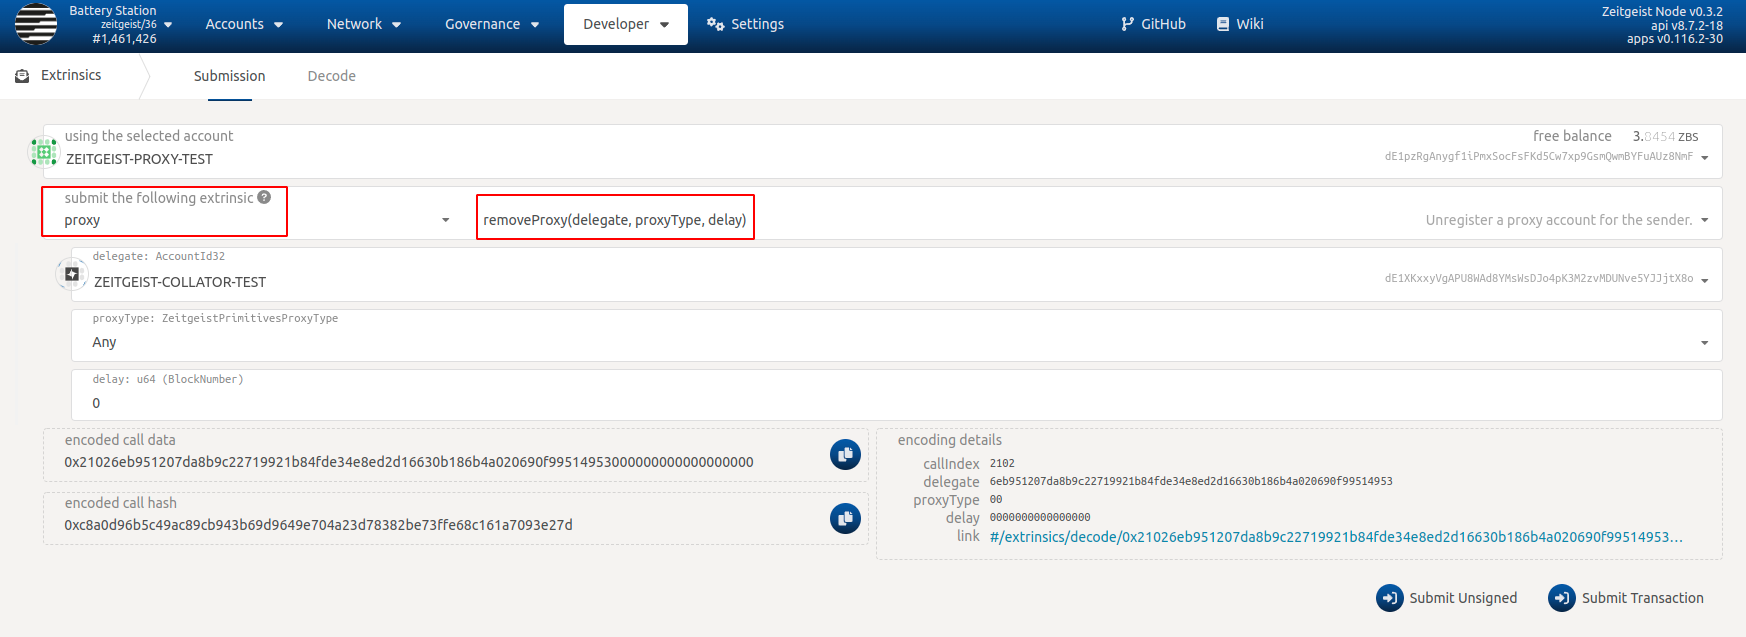 Battery Station
zeitgeist/36
#1,461,426
Accounts
Network
Governance
Developer
Settings
GitHub
Wiki
Zeitgeist Node v0.3.2
api v8.7.2-18
apps v0.116.2-30
Extrinsics
Submission
Decode
using the selected account
ZEITGEIST-PROXY-TEST
free balance 3.8454 ZBS
dE1pzRgAnygf1iPmxSocFsFKd5Cw7xp9GsmQwmBYFuAUz8NmF
submit the following extrinsic ?
proxy
removeProxy(delegate, proxyType, delay)
Unregister a proxy account for the sender.
delegate: AccountId32
ZEITGEIST-COLLATOR-TEST
dE1XKxxyVgAPU8WAd8YMsWsDJo4pK3M2zvMDUNve5YJJjtX8o
proxyType: ZeitgeistPrimitivesProxyType
Any
delay: u64 (BlockNumber)
0
encoded call data
0x21026eb951207da8b9c22719921b84fde34e8ed2d16630b186b4a020690f99514953000000000000000000
encoded call hash
0xc8a0d96b5c49ac89cb943b69d9649e704a23d78382be73ffe68c161a7093e27d
encoding details
callIndex 2102
delegate 6eb951207da8b9c22719921b84fde34e8ed2d16630b186b4a020690f99514953
proxyType 00
delay 0000000000000000
link #/extrinsics/decode/0x21026eb951207da8b9c22719921b84fde34e8ed2d16630b186b4a020690f99514953…
Submit Unsigned
Submit Transaction